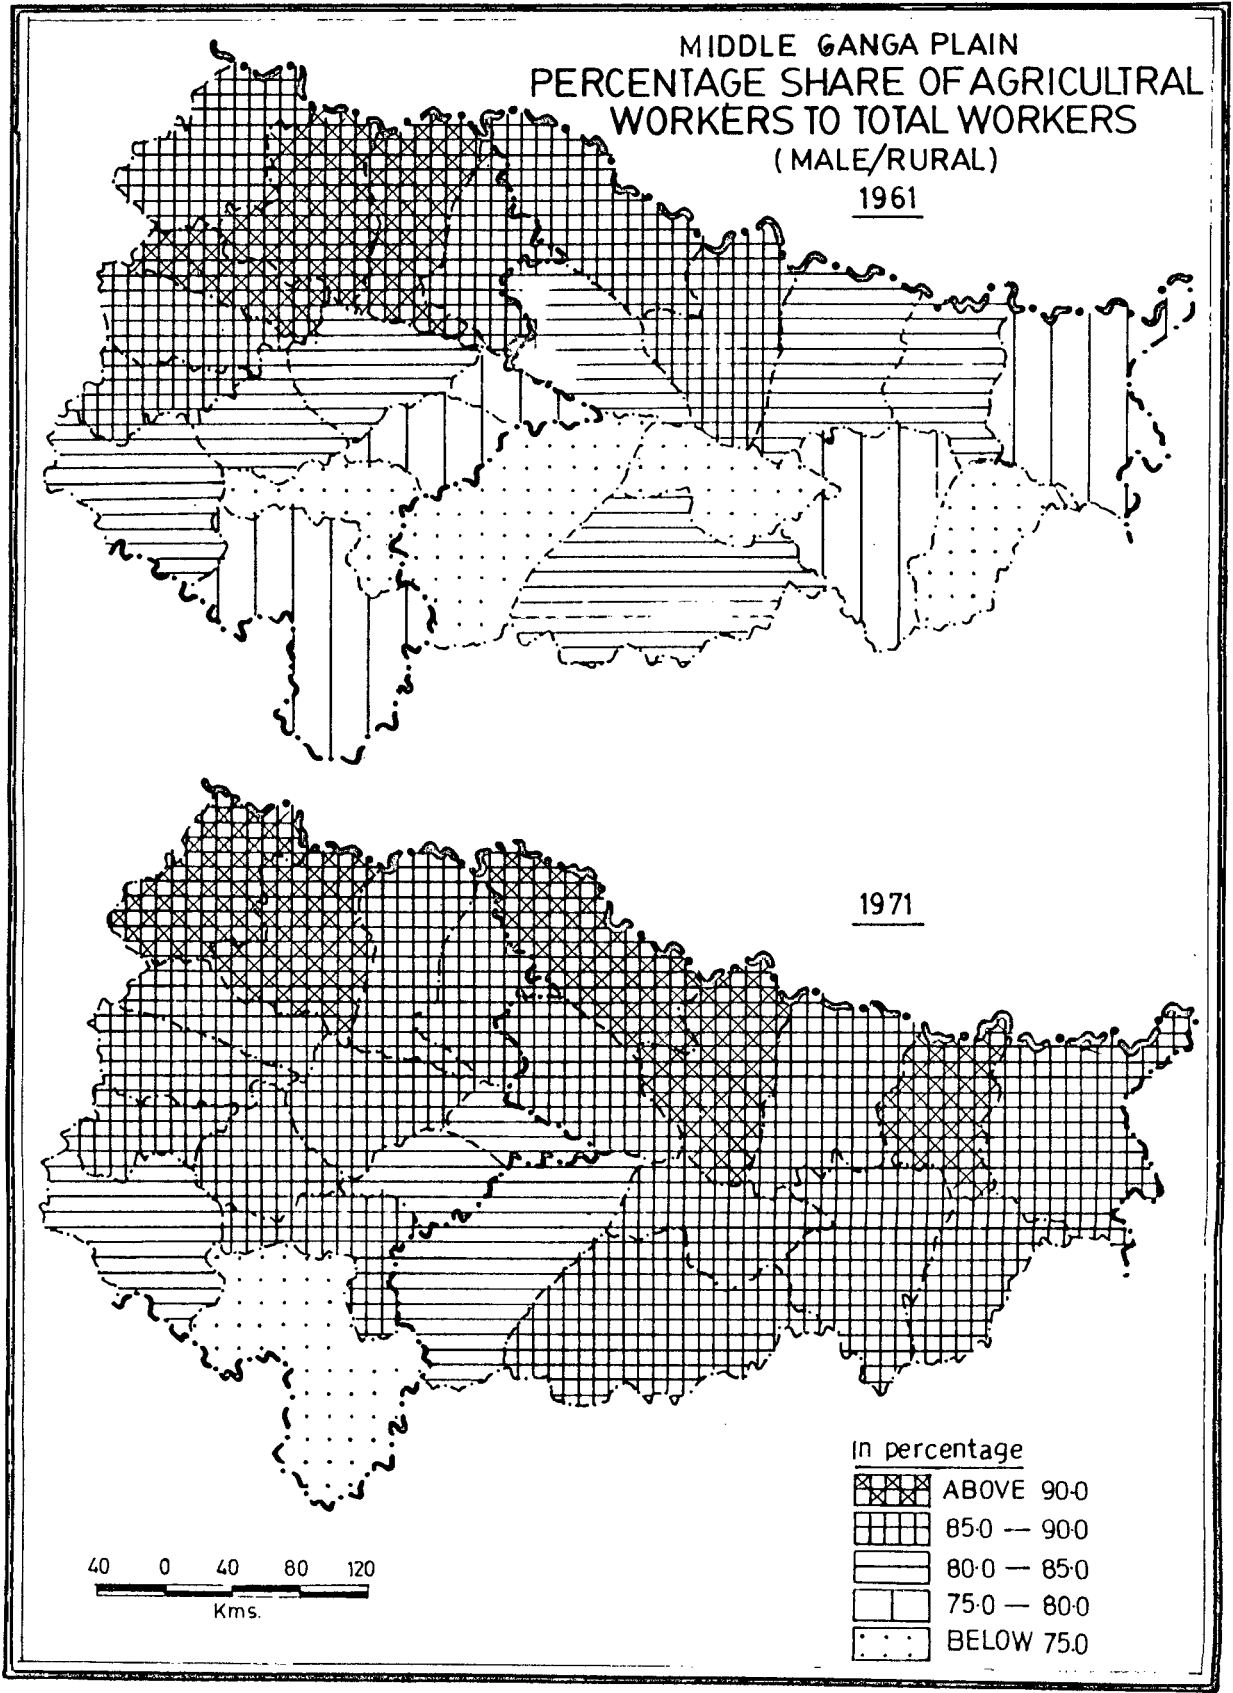 MIDDLE GANGA PLAIN
PERCENTAGE SHARE OF AGRICULTRAL
WORKERS TO TOTAL WORKERS
(MALE/RURAL)
1961
1971
In percentage
ABOVE 90·0
85·0 — 90·0
80·0 — 85·0
75·0 — 80·0
BELOW 75.0
40 0 40 80 120
Kms.